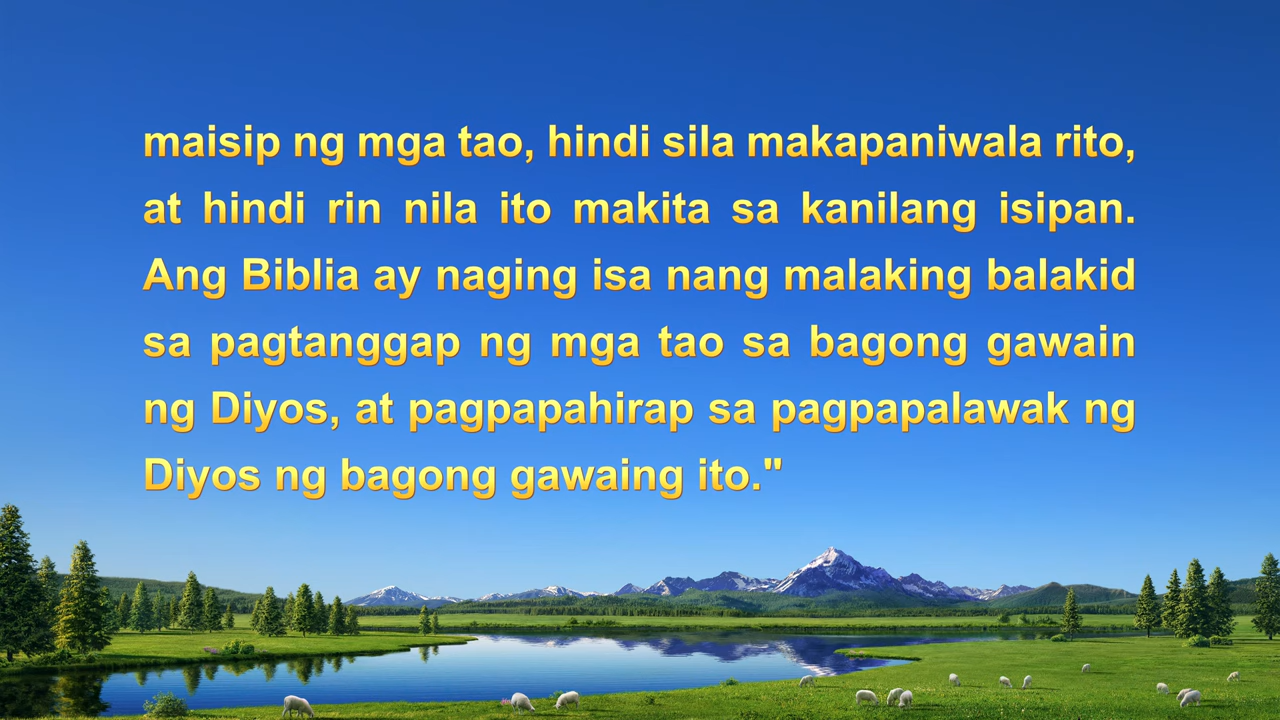 maisip ng mga tao, hindi sila makapaniwala rito,
at hindi rin nila ito makita sa kanilang isipan.
Ang Biblia ay naging isa nang malaking balakid
sa pagtanggap ng mga tao sa bagong gawain
ng Diyos, at pagpapahirap sa pagpapalawak ng
Diyos ng bagong gawaing ito."